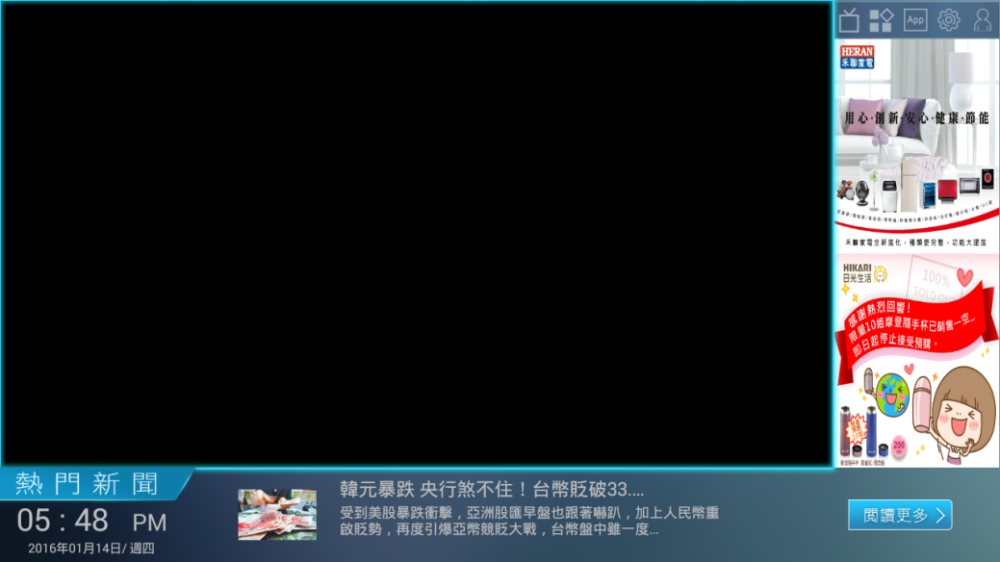 App
HERAN
禾聯家電
用心·創新·安心·健康·節能
禾聯家電全新進化，種類更完整、功能大躍進
HIKARI
日光生活
100%
SOLD OUT
感謝熱烈回響！
限量10組摩登隨手杯已銷售一空...
即日起停止接受預購。
200
熱門新聞
韓元暴跌 央行煞不住！台幣貶破33....
受到美股暴跌衝擊，亞洲股匯早盤也跟著嚇趴，加上人民幣重
啟貶勢，再度引爆亞幣競貶大戰，台幣盤中雖一度...
閱讀更多
05 : 48 PM
2016年01月14日/ 週四